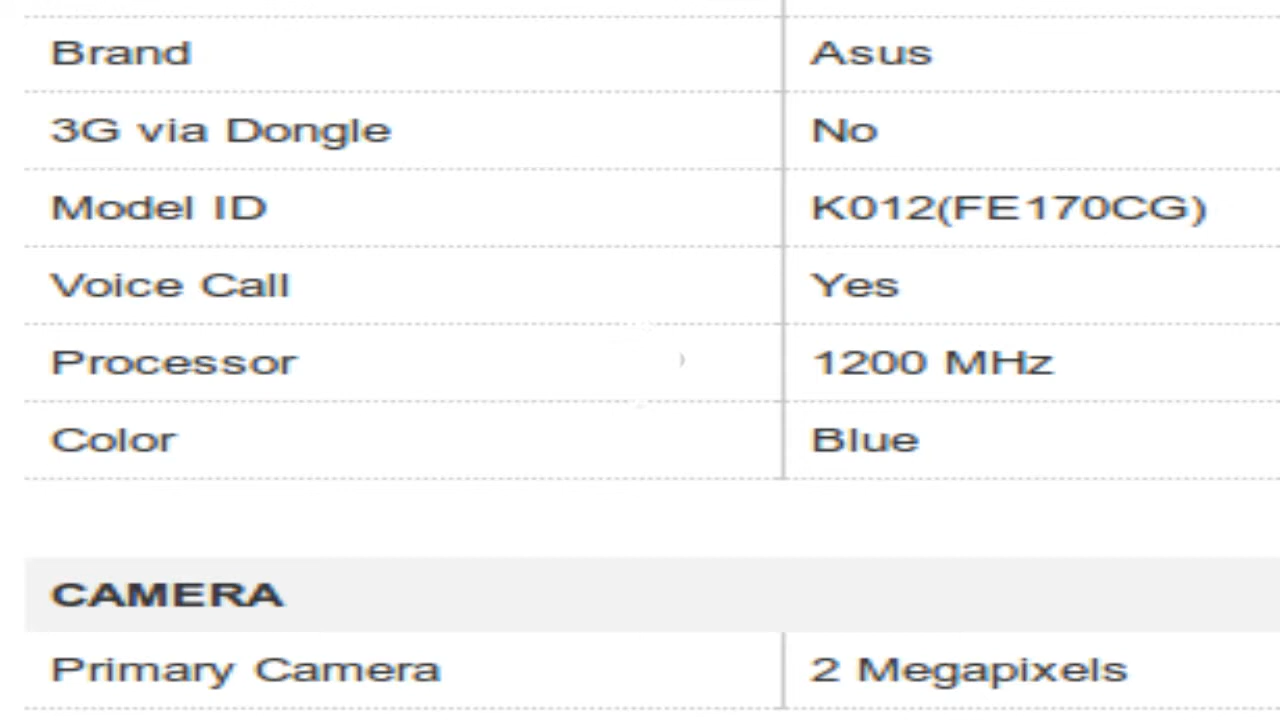 Brand Asus
3G via Dongle No
Model ID K012(FE170CG)
Voice Call Yes
Processor 1200 MHz
Color Blue
CAMERA
Primary Camera 2 Megapixels